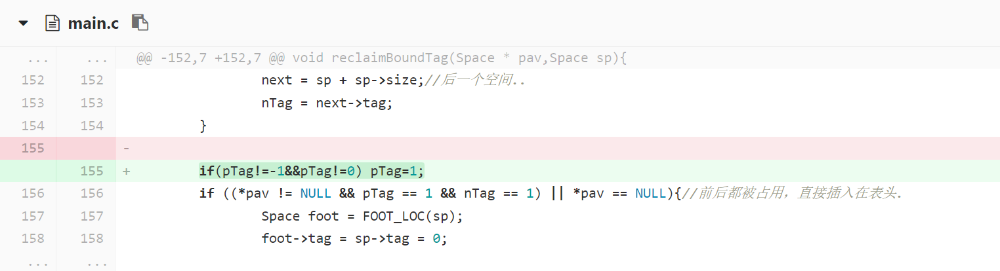 main.c
... ... @@ -152,7 +152,7 @@ void reclaimBoundTag(Space * pav,Space sp){
152 152 next = sp + sp->size;//后一个空间..
153 153 nTag = next->tag;
154 154 }
155 -
155 + if(pTag!=-1&&pTag!=0) pTag=1;
156 156 if ((*pav != NULL && pTag == 1 && nTag == 1) || *pav == NULL){//前后都被占用，直接插入在表头.
157 157 Space foot = FOOT_LOC(sp);
158 158 foot->tag = sp->tag = 0;
... ...